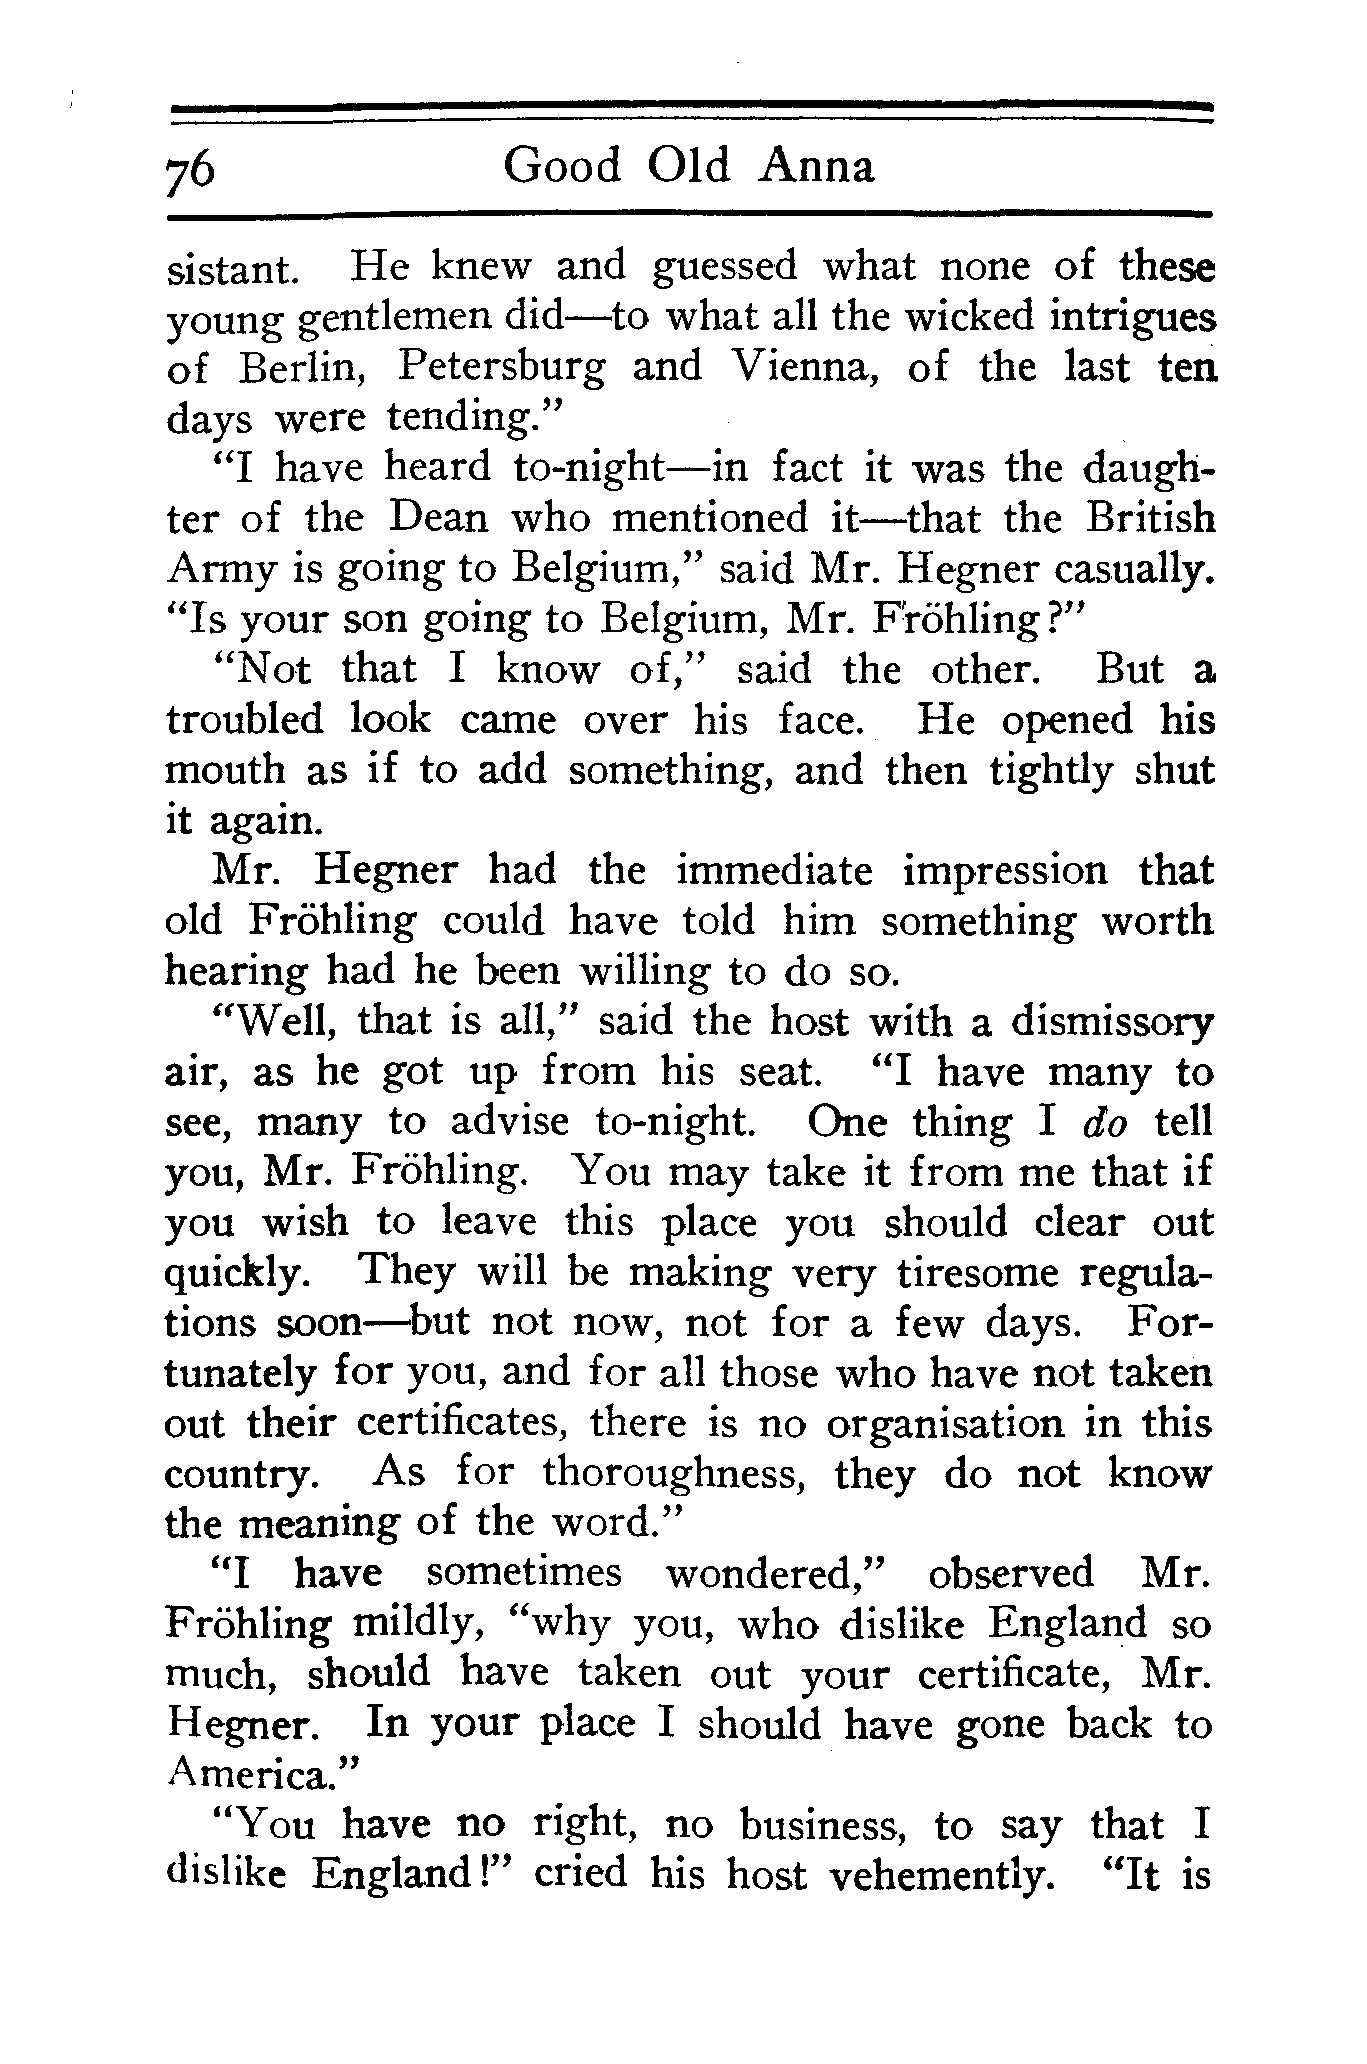 76 Good Old Anna
sistant. He knew and guessed what none of these
young gentlemen did—to what all the wicked intrigues
of Berlin, Petersburg and Vienna, of the last ten
days were tending.”
“I have heard to-night—in fact it was the daugh-
ter of the Dean who mentioned it—that the British
Army is going to Belgium,” said Mr. Hegner casually.
“Is your son going to Belgium, Mr. Fröhling?”
“Not that I know of,” said the other. But a
troubled look came over his face. He opened his
mouth as if to add something, and then tightly shut
it again.
Mr. Hegner had the immediate impression that
old Fröhling could have told him something worth
hearing had he been willing to do so.
“Well, that is all,” said the host with a dismissory
air, as he got up from his seat. “I have many to
see, many to advise to-night. One thing I do tell
you, Mr. Fröhling. You may take it from me that if
you wish to leave this place you should clear out
quickly. They will be making very tiresome regula-
tions soon—but not now, not for a few days. For-
tunately for you, and for all those who have not taken
out their certificates, there is no organisation in this
country. As for thoroughness, they do not know
the meaning of the word.”
“I have sometimes wondered,” observed Mr.
Fröhling mildly, “why you, who dislike England so
much, should have taken out your certificate, Mr.
Hegner. In your place I should have gone back to
America.”
“You have no right, no business, to say that I
dislike England!” cried his host vehemently. “It is